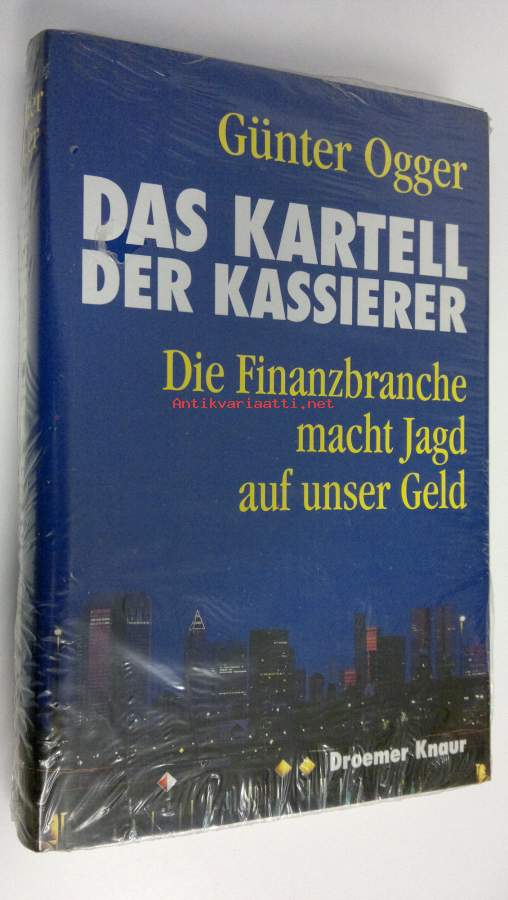 Günter Ogger
DAS KARTELL
DER KASSIERER
Die Finanzbranche
Antikvariaatti.net
macht Jagd
auf unser Geld
Droemer Knaur